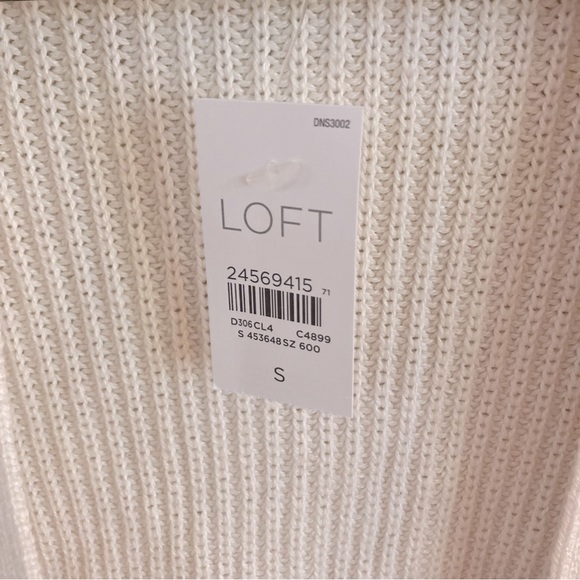 DNS3002
LOFT
24569415 71
D306CL4 C4899
S 453648SZ 600
S